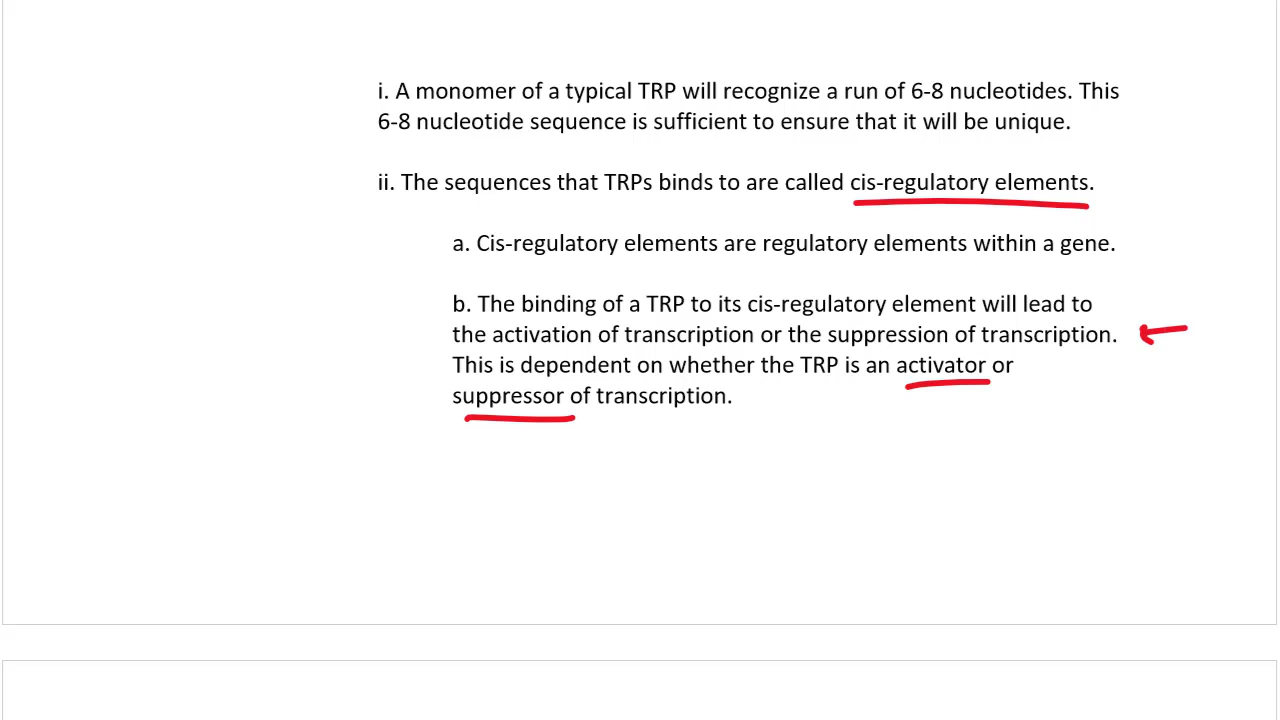 i. A monomer of a typical TRP will recognize a run of 6-8 nucleotides. This
6-8 nucleotide sequence is sufficient to ensure that it will be unique.
ii. The sequences that TRPs binds to are called cis-regulatory elements.
a. Cis-regulatory elements are regulatory elements within a gene.
b. The binding of a TRP to its cis-regulatory element will lead to
the activation of transcription or the suppression of transcription.
This is dependent on whether the TRP is an activator or
suppressor of transcription.